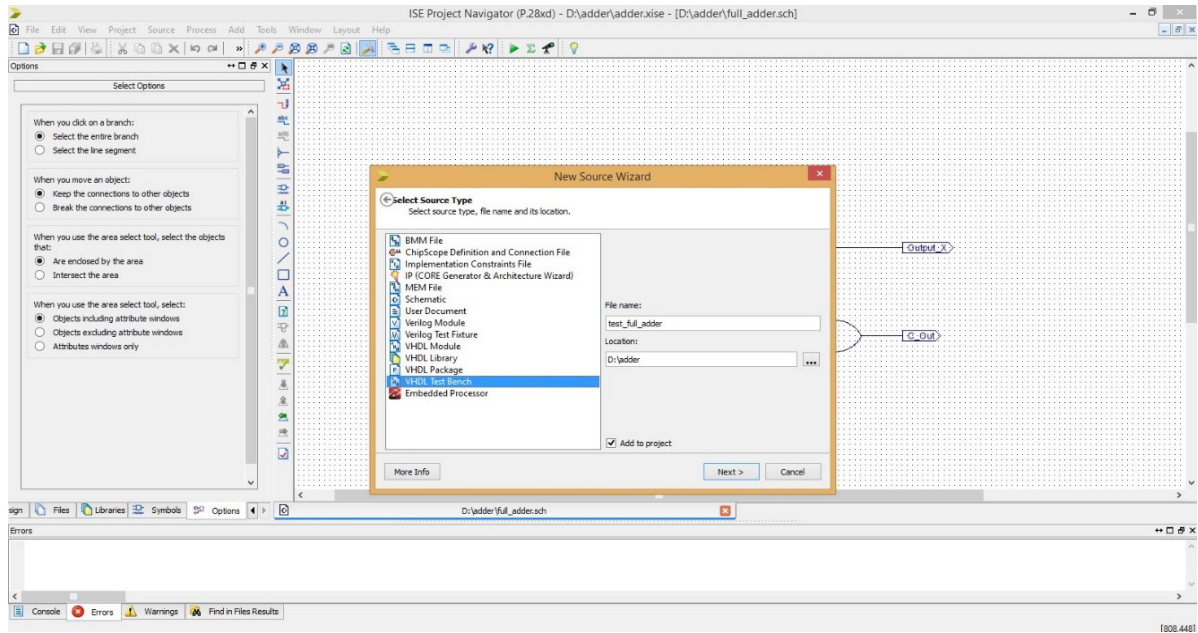 ISE Project Navigator (P.28xd) - D:\adder\adder.xise - [D:\adder\full_adder.sch]
File Edit View Project Source Process Add Tools Window Layout Help
Options
Select Options
When you click on a branch:
Select the entire branch
Select the line segment
When you move an object:
Keep the connections to other objects
Break the connections to other objects
When you use the area select tool, select the objects
that:
Are enclosed by the area
Intersect the area
When you use the area select tool, select:
Objects including attribute windows
Objects excluding attribute windows
Attributes windows only
New Source Wizard
Select Source Type
Select source type, file name and its location.
BMM File
ChipScope Definition and Connection File
Implementation Constraints File
IP (CORE Generator & Architecture Wizard)
MEM File
Schematic
User Document
Verilog Module
Verilog Test Fixture
VHDL Module
VHDL Library
VHDL Package
VHDL Test Bench
Embedded Processor
File name:
test_full_adder
Location:
D:\adder
...
Add to project
More Info
Next >
Cancel
Output_X
C_Out
sign Files Libraries Symbols Options
D:\adder\full_adder.sch
Errors
Console Errors Warnings Find in Files Results
[808,448]